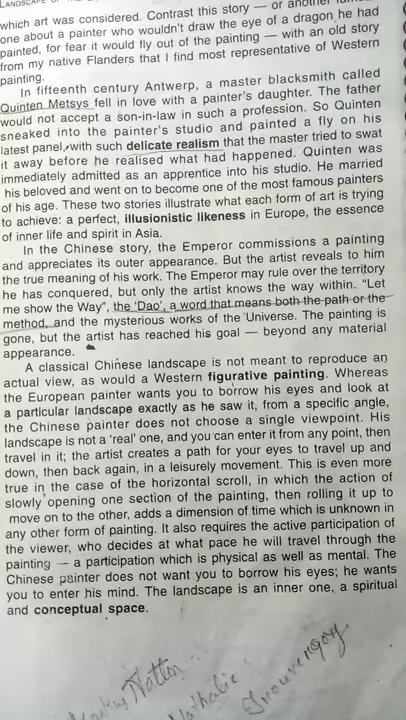 LANDSCAPE OF THE
which art was considered. Contrast this story — or another
one about a painter who wouldn't draw the eye of a dragon he had
painted, for fear it would fly out of the painting — with an old story
from my native Flanders that I find most representative of Western
painting.
In fifteenth century Antwerp, a master blacksmith called
Quinten Metsys fell in love with a painter's daughter. The father
would not accept a son-in-law in such a profession. So Quinten
sneaked into the painter's studio and painted a fly on his
latest panel, with such delicate realism that the master tried to swat
it away before he realised what had happened. Quinten was
immediately admitted as an apprentice into his studio. He married
his beloved and went on to become one of the most famous painters
of his age. These two stories illustrate what each form of art is trying
to achieve: a perfect, illusionistic likeness in Europe, the essence
of inner life and spirit in Asia.
In the Chinese story, the Emperor commissions a painting
and appreciates its outer appearance. But the artist reveals to him
the true meaning of his work. The Emperor may rule over the territory
he has conquered, but only the artist knows the way within. "Let
me show the Way", the 'Dao', a word that means both the path or the
method, and the mysterious works of the Universe. The painting is
gone, but the artist has reached his goal — beyond any material
appearance.
A classical Chinese landscape is not meant to reproduce an
actual view, as would a Western figurative painting. Whereas
the European painter wants you to borrow his eyes and look at
a particular landscape exactly as he saw it, from a specific angle,
the Chinese painter does not choose a single viewpoint. His
landscape is not a 'real' one, and you can enter it from any point, then
travel in it; the artist creates a path for your eyes to travel up and
down, then back again, in a leisurely movement. This is even more
true in the case of the horizontal scroll, in which the action of
slowly opening one section of the painting, then rolling it up to
move on to the other, adds a dimension of time which is unknown in
any other form of painting. It also requires the active participation of
the viewer, who decides at what pace he will travel through the
painting — a participation which is physical as well as mental. The
Chinese painter does not want you to borrow his eyes; he wants
you to enter his mind. The landscape is an inner one, a spiritual
and conceptual space.
Natten
Nathalie
Trouveroy